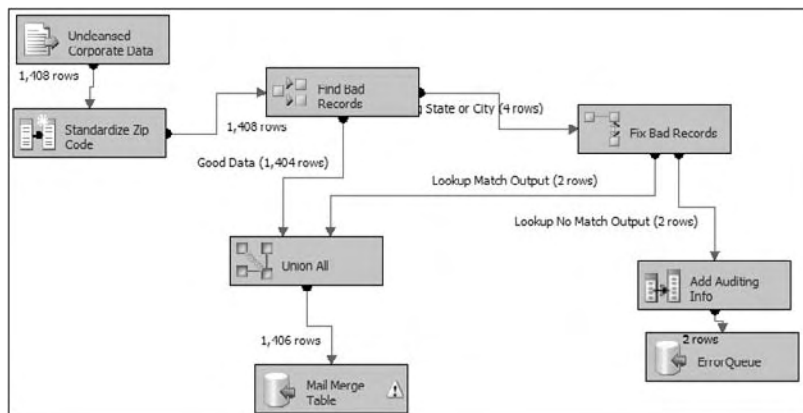 Uncleansed
Corporate Data
1,408 rows
Standardize Zip
Code
1,408 rows
Find Bad
Records
g State or City (4 rows)
Fix Bad Records
Good Data (1,404 rows)
Lookup Match Output (2 rows)
Lookup No Match Output (2 rows)
Union All
Add Auditing
Info
1,406 rows
2 rows
ErrorQueue
Mail Merge
Table